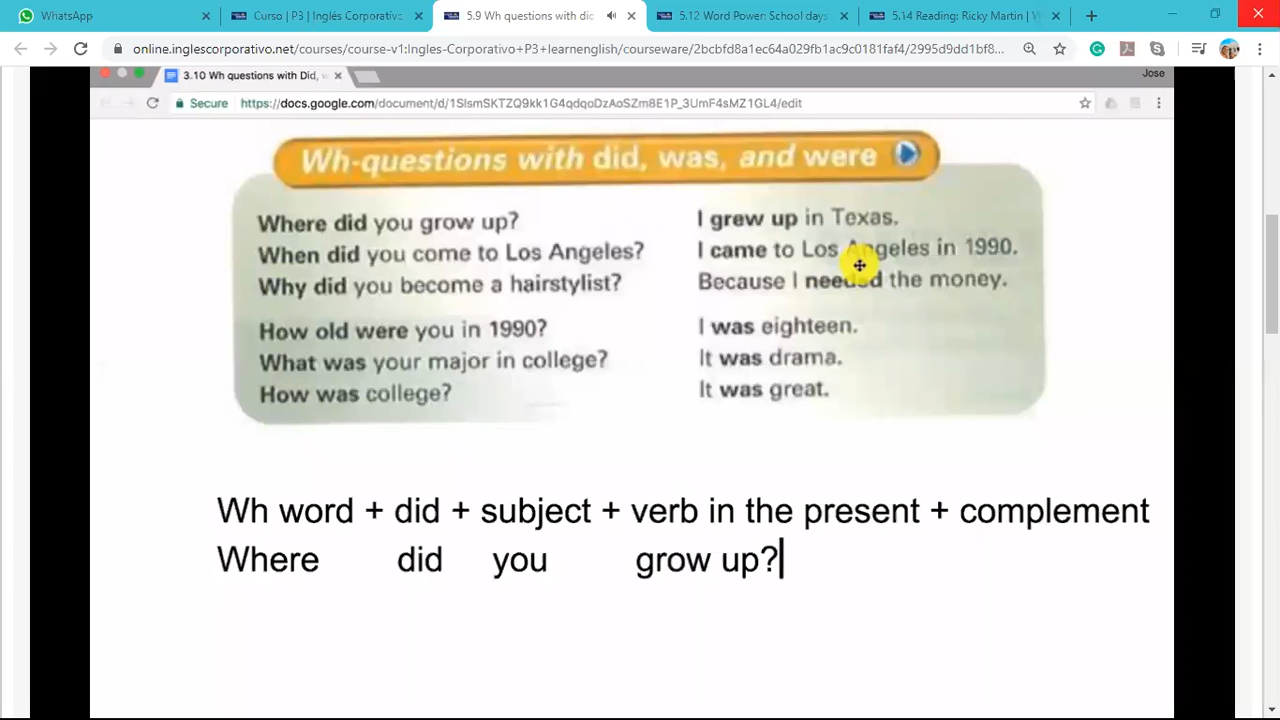 WhatsApp
Curso | P3 | Inglés Corporativo
5.9 Wh questions with dic
5.12 Word Power: School days
5.14 Reading: Ricky Martin |
online.inglescorporativo.net/courses/course-v1:Ingles-Corporativo+P3+learnenglish/courseware/2bcbfd8a1ec64a029fb1ac9c0181faf4/2995d9dd1bf8...
3.10 Wh questions with Did, w
Jose
Secure
https://docs.google.com/document/d/1SlsmSKTZQ9kk1G4qdqoDzAoSZm8E1P_3UmF4sMZ1GL4/edit
Wh-questions with did, was, and were
Where did you grow up? I grew up in Texas.
When did you come to Los Angeles? I came to Los Angeles in 1990.
Why did you become a hairstylist? Because I needed the money.
How old were you in 1990? I was eighteen.
What was your major in college? It was drama.
How was college? It was great.
Wh word + did + subject + verb in the present + complement
Where did you grow up?